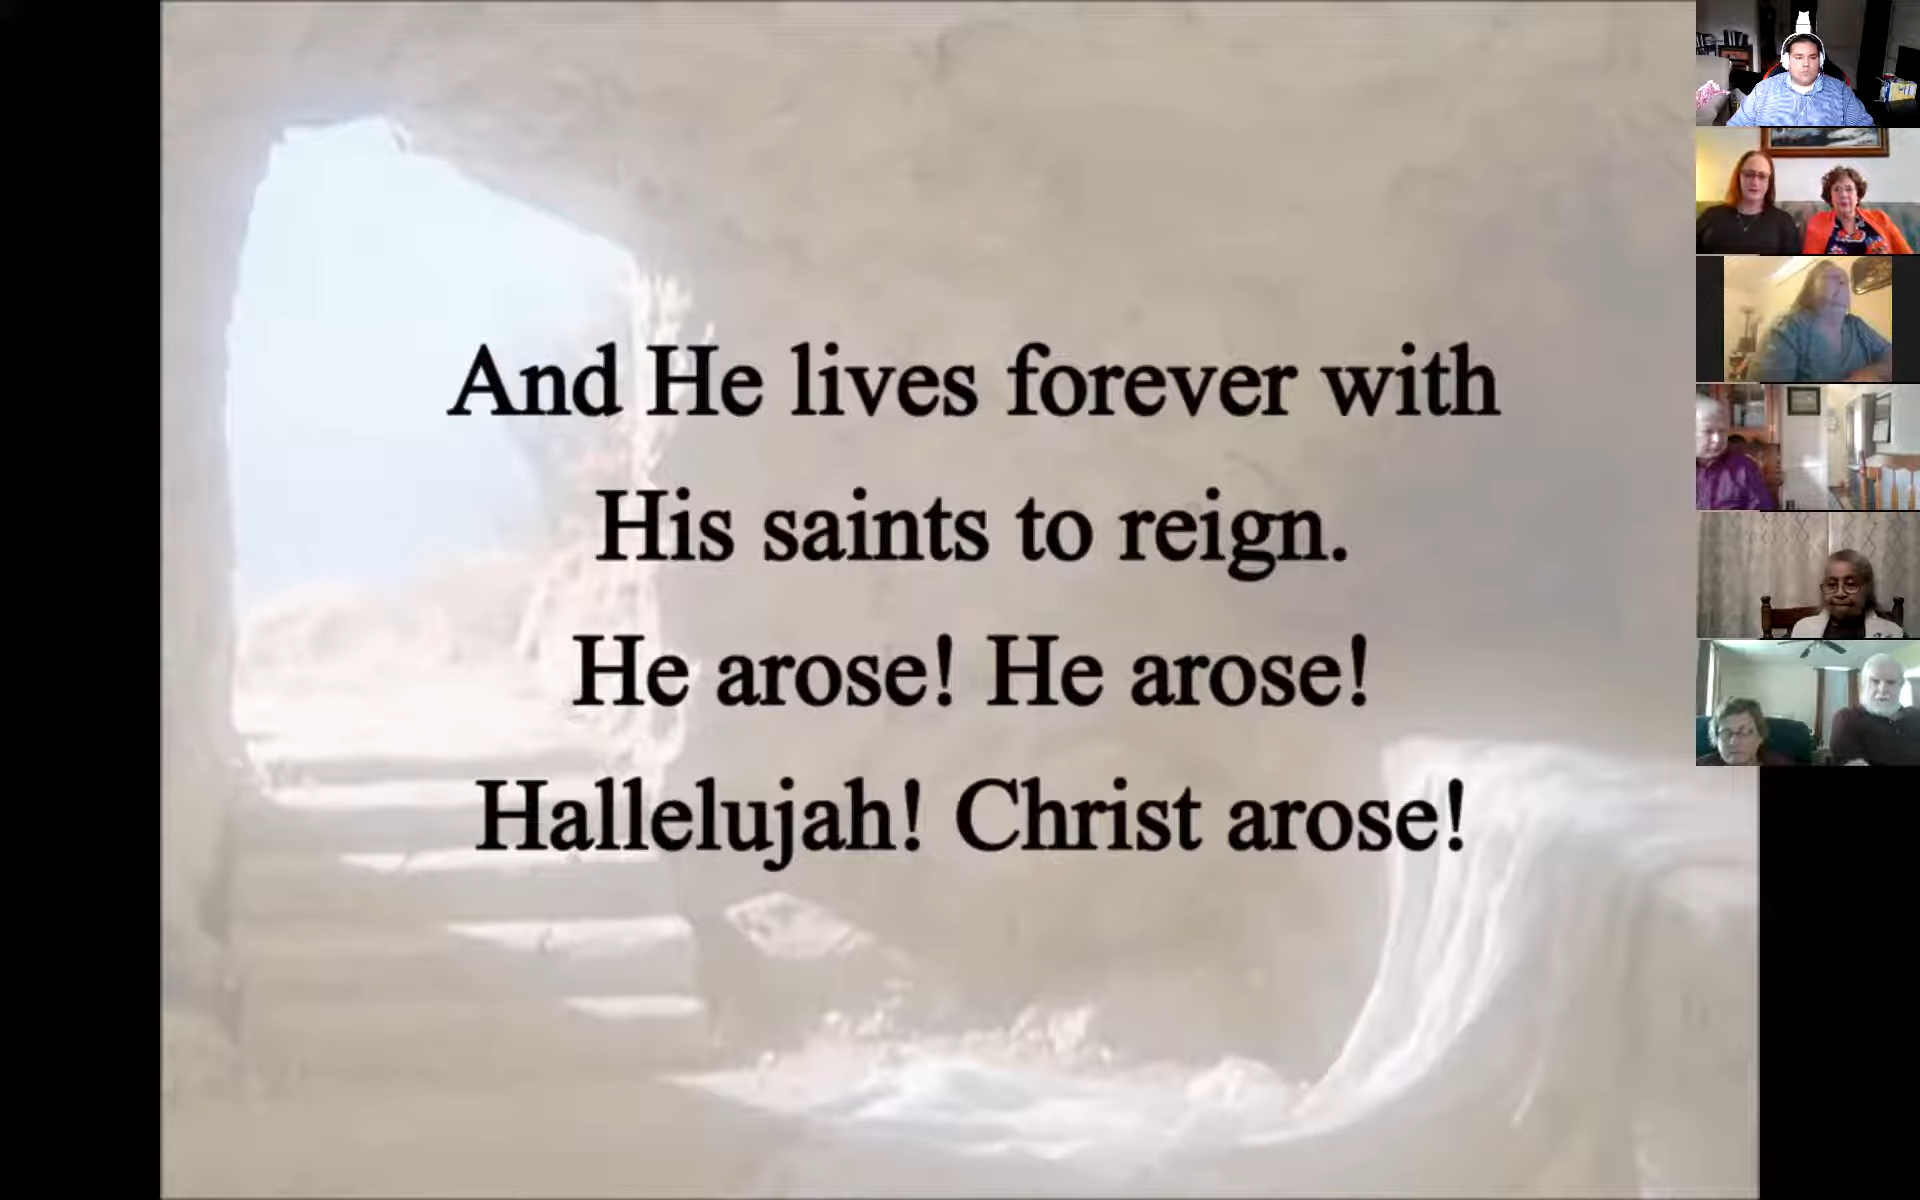 And He lives forever with
His saints to reign.
He arose! He arose!
Hallelujah! Christ arose!